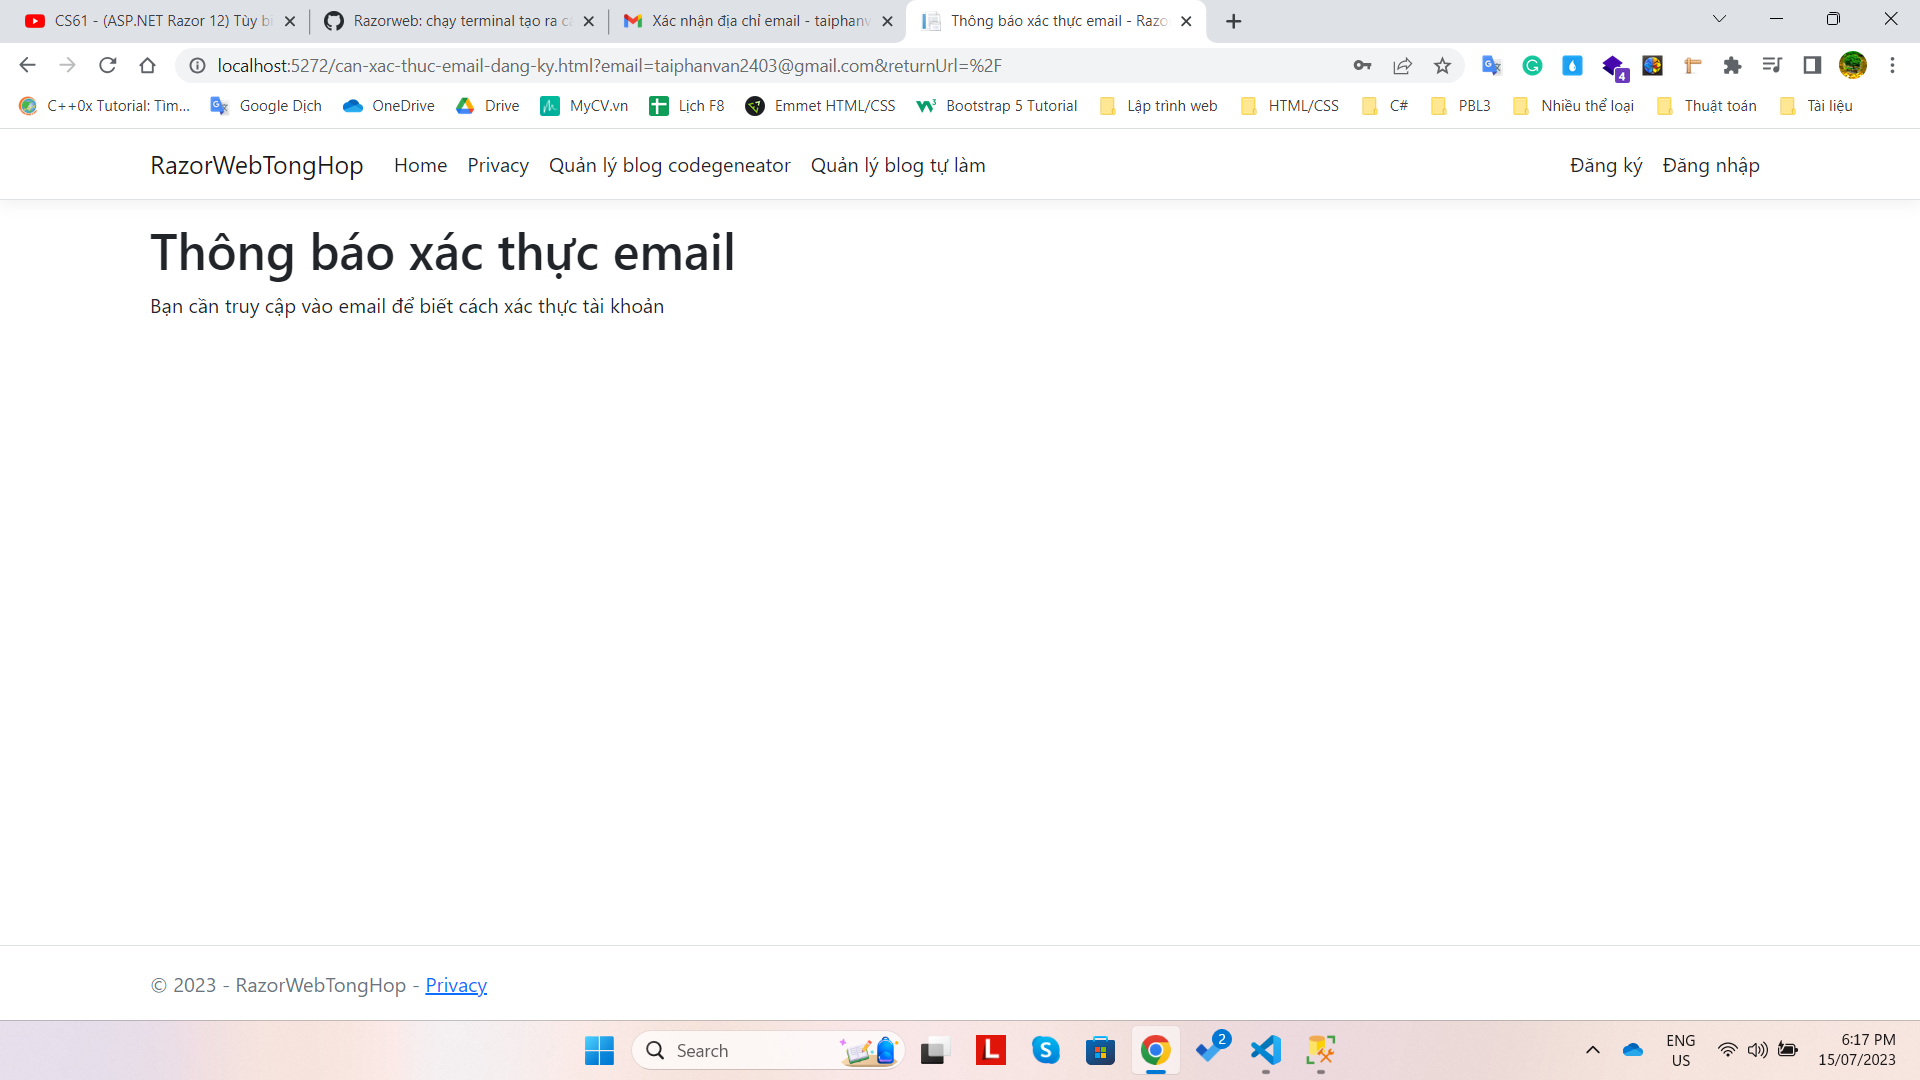 CS61 - (ASP.NET Razor 12) Tùy bi
Razorweb: chạy terminal tạo ra cá
Xác nhận địa chỉ email - taiphanv
Thông báo xác thực email - Razo
localhost:5272/can-xac-thuc-email-dang-ky.html?email=taiphanvan2403@gmail.com&returnUrl=%2F
4
C++0x Tutorial: Tìm... Google Dịch OneDrive Drive MyCV.vn Lịch F8 Emmet HTML/CSS Bootstrap 5 Tutorial Lập trình web HTML/CSS C# PBL3 Nhiều thể loại Thuật toán Tài liệu
RazorWebTongHop Home Privacy Quản lý blog codegeneator Quản lý blog tự làm Đăng ký Đăng nhập
Thông báo xác thực email
Bạn cần truy cập vào email để biết cách xác thực tài khoản
© 2023 - RazorWebTongHop - Privacy
Search
2
ENG
US
6:17 PM
15/07/2023